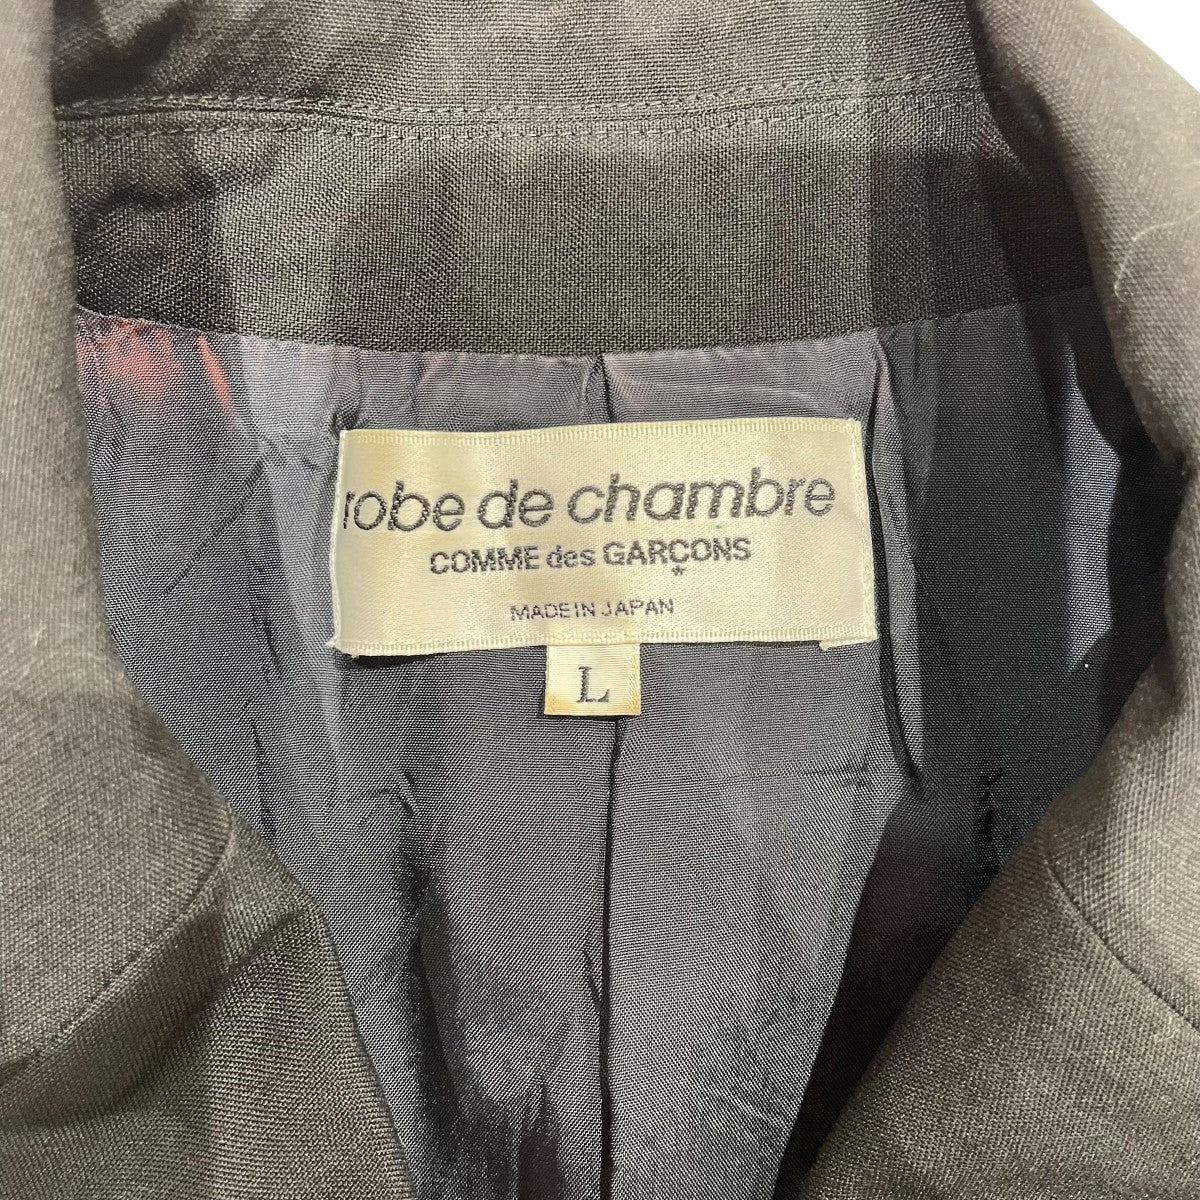 robe de chambre
COMME des GARÇONS
*
MADE IN JAPAN
L